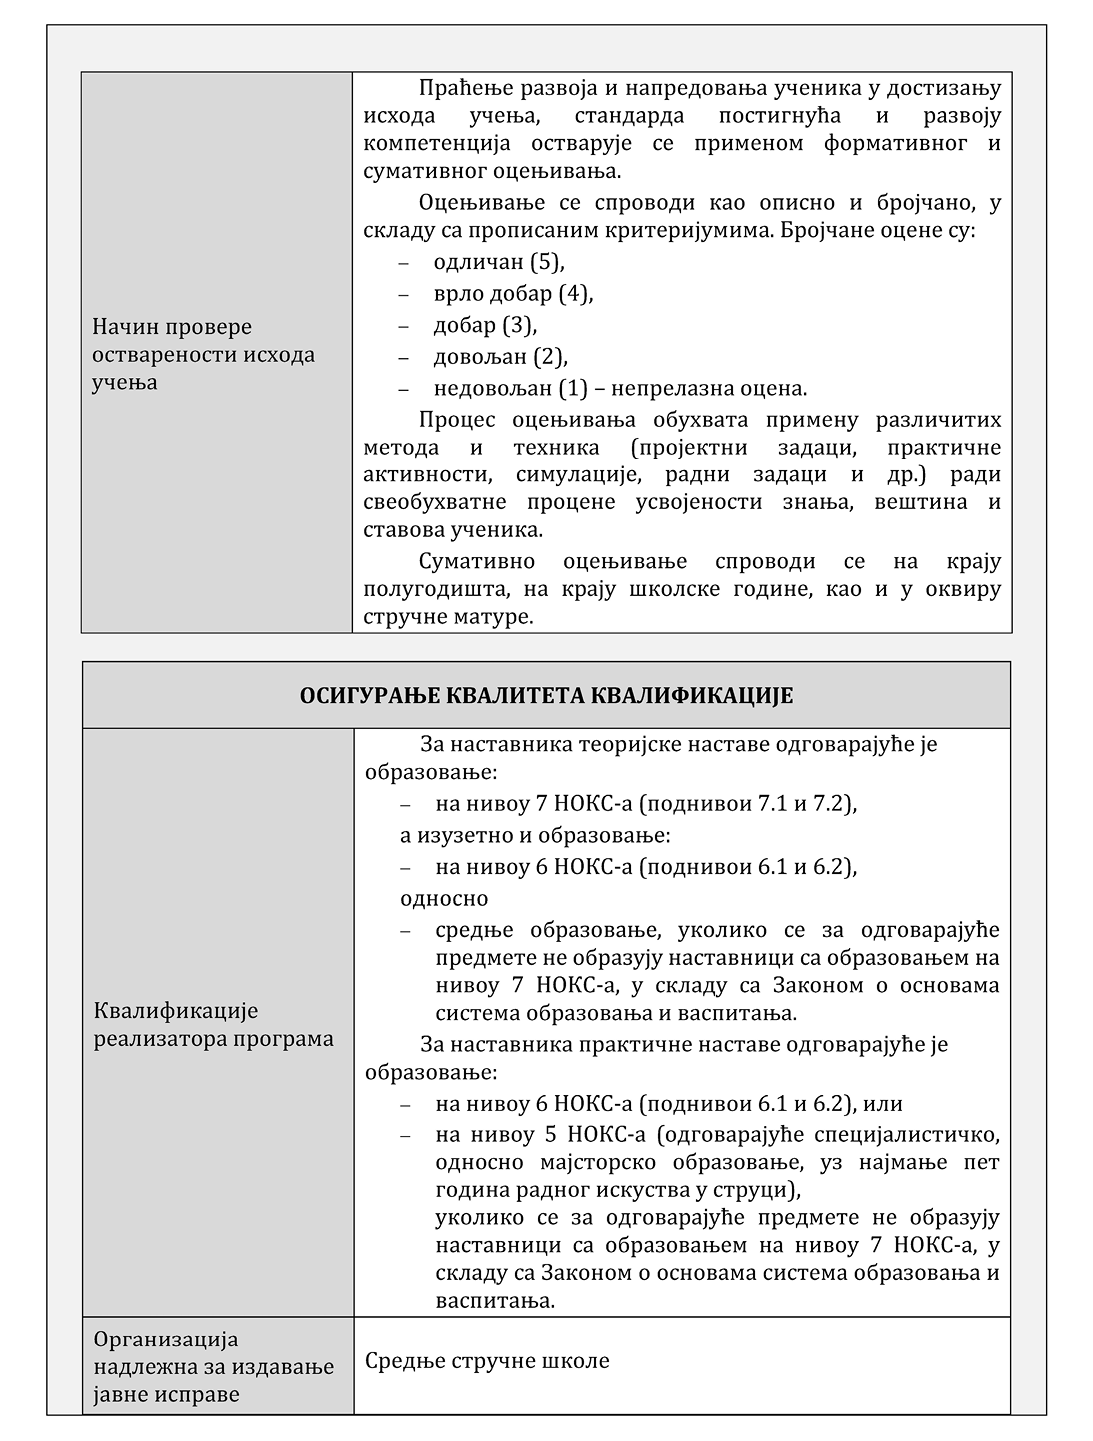 Начин провере
остварености исхода
учења
Праћење развоја и напредовања ученика у достизању
исхода учења, стандарда постигнућа и развоју
компетенција остварује се применом формативног и
сумативног оцењивања.
Оцењивање се спроводи као описно и бројчано, у
складу са прописаним критеријумима. Бројчане оцене су:
– одличан (5),
– врло добар (4),
– добар (3),
– довољан (2),
– недовољан (1) – непрелазна оцена.
Процес оцењивања обухвата примену различитих
метода и техника (пројектни задаци, практичне
активности, симулације, радни задаци и др.) ради
свеобухватне процене усвојености знања, вештина и
ставова ученика.
Сумативно оцењивање спроводи се на крају
полугодишта, на крају школске године, као и у оквиру
стручне матуре.
ОСИГУРАЊЕ КВАЛИТЕТА КВАЛИФИКАЦИЈЕ
Квалификације
реализатора програма
За наставника теоријске наставе одговарајуће је
образовање:
– на нивоу 7 НОКС-а (поднивои 7.1 и 7.2),
а изузетно и образовање:
– на нивоу 6 НОКС-а (поднивои 6.1 и 6.2),
односно
– средње образовање, уколико се за одговарајуће
предмете не образују наставници са образовањем на
нивоу 7 НОКС-а, у складу са Законом о основама
система образовања и васпитања.
За наставника практичне наставе одговарајуће је
образовање:
– на нивоу 6 НОКС-а (поднивои 6.1 и 6.2), или
– на нивоу 5 НОКС-а (одговарајуће специјалистичко,
односно мајсторско образовање, уз најмање пет
година радног искуства у струци),
уколико се за одговарајуће предмете не образују
наставници са образовањем на нивоу 7 НОКС-а, у
складу са Законом о основама система образовања и
васпитања.
Организација
надлежна за издавање
јавне исправе
Средње стручне школе